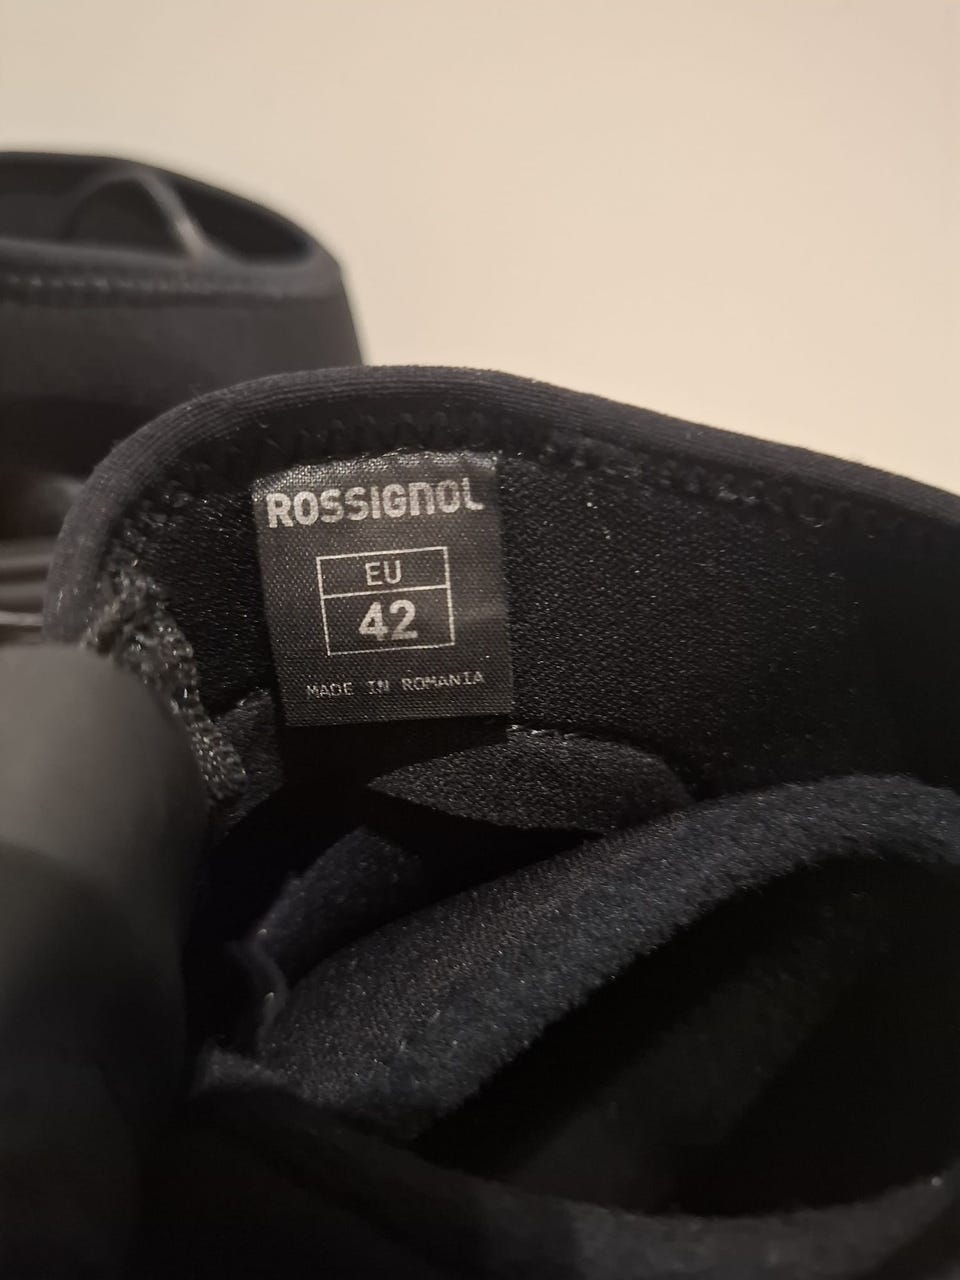 ROSSIGNOL
EU
42
MADE IN ROMANIA